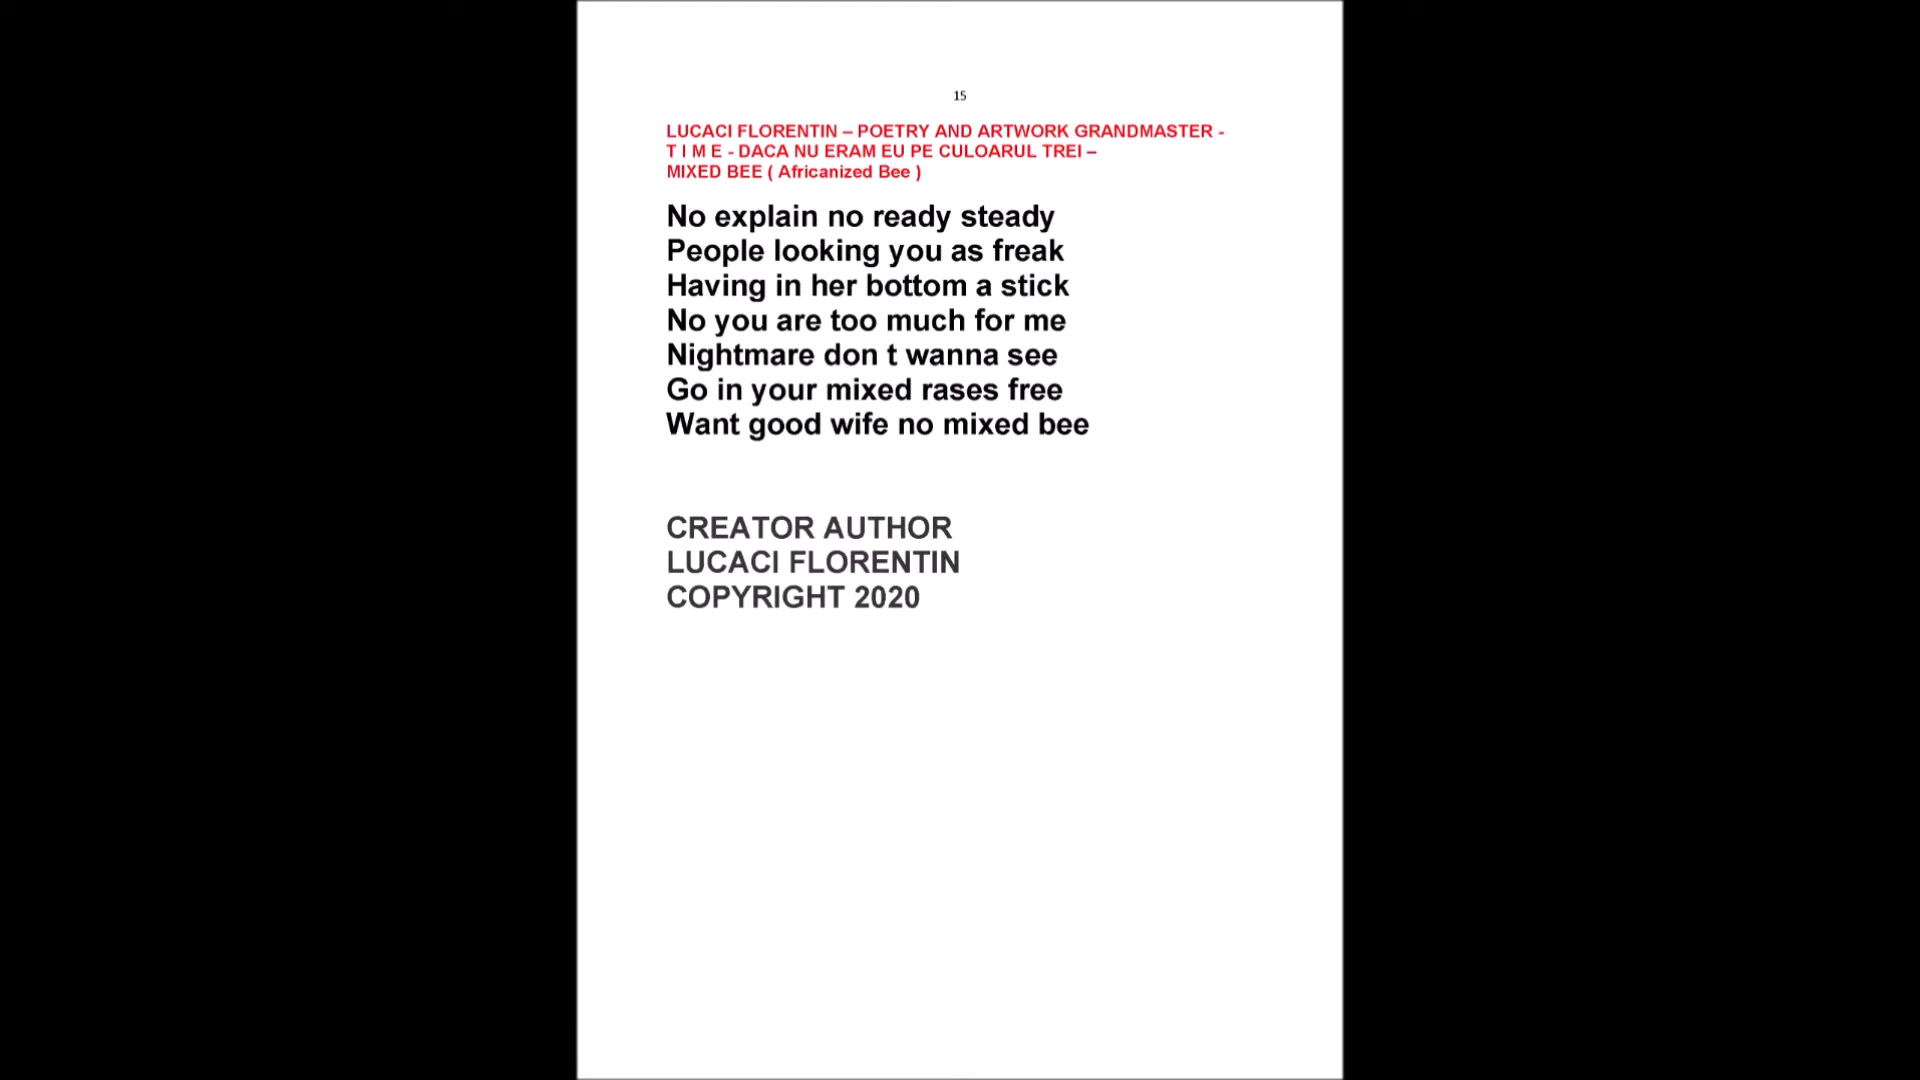 15
LUCACI FLORENTIN – POETRY AND ARTWORK GRANDMASTER -
T I M E - DACA NU ERAM EU PE CULOARUL TREI –
MIXED BEE ( Africanized Bee )
No explain no ready steady
People looking you as freak
Having in her bottom a stick
No you are too much for me
Nightmare don t wanna see
Go in your mixed rases free
Want good wife no mixed bee
CREATOR AUTHOR
LUCACI FLORENTIN
COPYRIGHT 2020